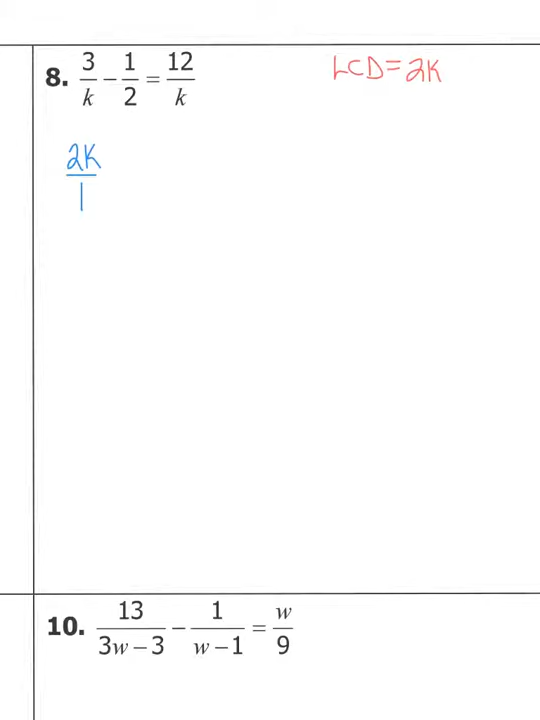 8. 3/k − 1/2 = 12/k
LCD = 2K
2K/1
10. 13/(3w − 3) − 1/(w − 1) = w/9